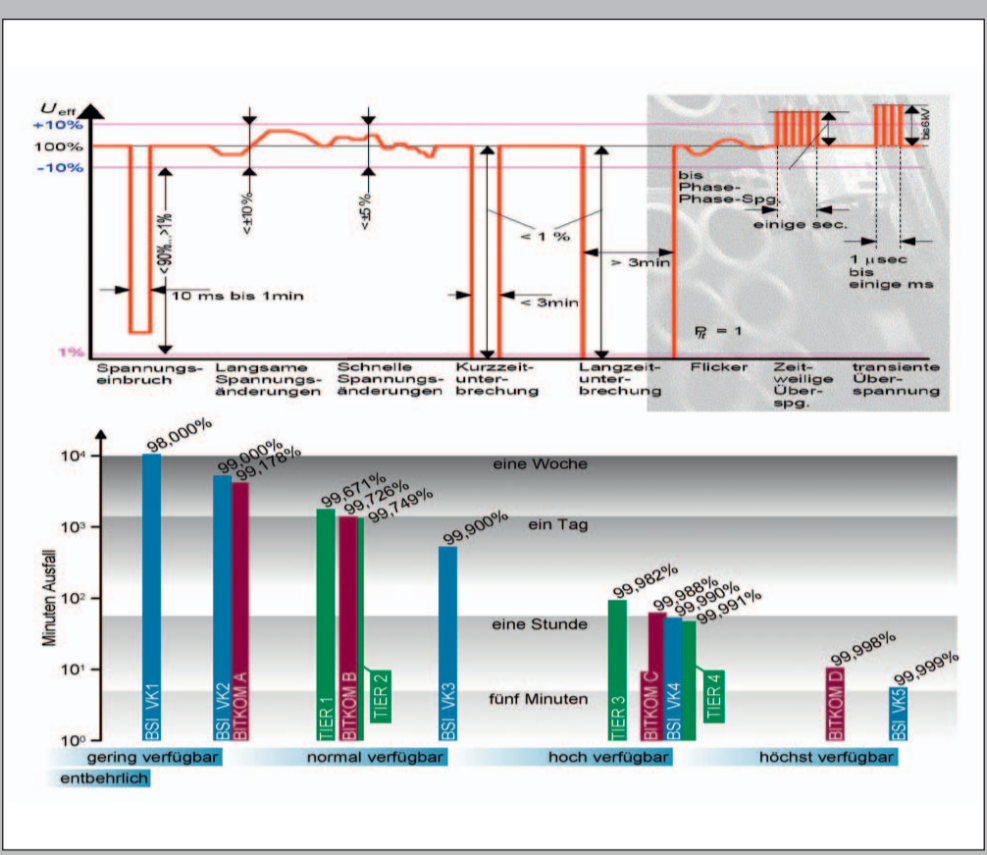 Ueff
+10%
100%
-10%
1%
<90%...>1%
10 ms bis 1min
<±10%
<±5%
< 1 %
< 3min
> 3min
bis
Phase-
Phase-Spg.
einige sec.
bis6kV
1 µsec
bis
einige ms
= 1
Spannungs-
einbruch
Langsame
Spannungs-
änderungen
Schnelle
Spannungs-
änderungen
Kurzzeit-
unter-
brechung
Langzeit-
unter-
brechung
Flicker
Zeit-
weilige
Über-
spg.
transiente
Über-
spannung
Minuten Ausfall
10⁴
10³
10²
10¹
10⁰
eine Woche
ein Tag
eine Stunde
fünf Minuten
98,000%
99,000%
99,178%
99,671%
99,726%
99,749%
99,900%
99,982%
99,988%
99,990%
99,991%
99,998%
99,999%
BSI VK1
BSI VK2
BITKOM A
TIER 1
BITKOM B
TIER 2
BSI VK3
TIER 3
BITKOM C
BSI VK4
TIER 4
BITKOM D
BSI VK5
gering verfügbar
normal verfügbar
hoch verfügbar
höchst verfügbar
entbehrlich